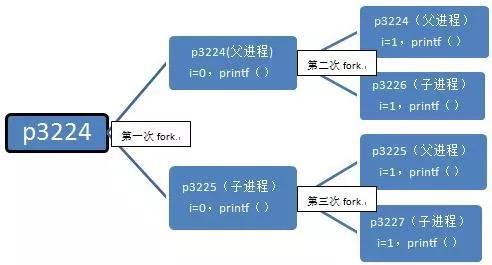 p3224
第一次 fork.
p3224(父进程)
i=0，printf（）
p3225（子进程）
i=0，printf（）
第二次 fork.
第三次 fork.
p3224（父进程）
i=1，printf（）
p3226（子进程）
i=1，printf（）
p3225（父进程）
i=1，printf（）
p3227（子进程）
i=1，printf（）